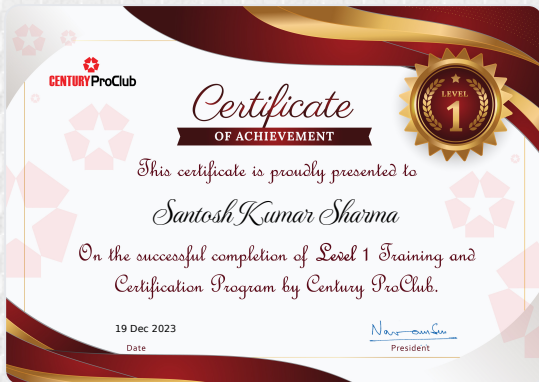 CENTURY ProClub
LEVEL
1
Certificate
OF ACHIEVEMENT
This certificate is proudly presented to
Santosh Kumar Sharma
On the successful completion of Level 1 Training and
Certification Program by Century ProClub.
19 Dec 2023
Date
President